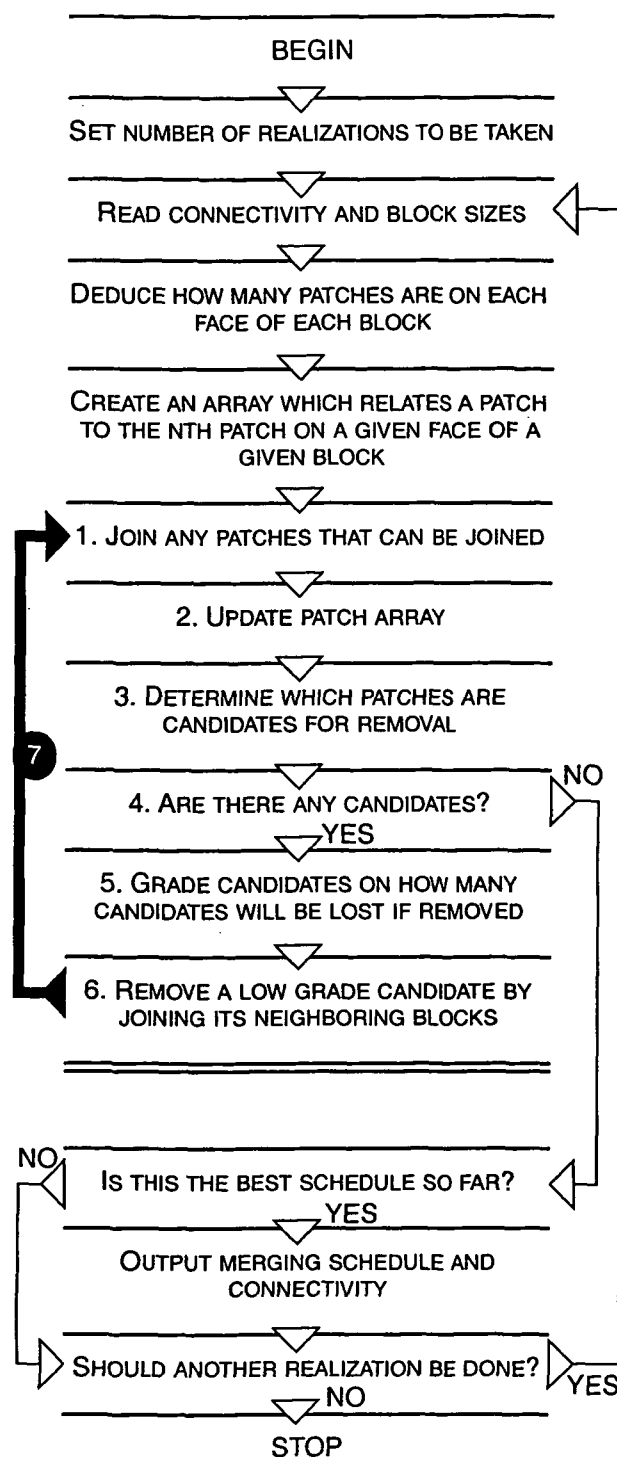 BEGIN
SET NUMBER OF REALIZATIONS TO BE TAKEN
READ CONNECTIVITY AND BLOCK SIZES
DEDUCE HOW MANY PATCHES ARE ON EACH
FACE OF EACH BLOCK
CREATE AN ARRAY WHICH RELATES A PATCH
TO THE NTH PATCH ON A GIVEN FACE OF A
GIVEN BLOCK
1. JOIN ANY PATCHES THAT CAN BE JOINED
2. UPDATE PATCH ARRAY
3. DETERMINE WHICH PATCHES ARE
CANDIDATES FOR REMOVAL
7
NO
4. ARE THERE ANY CANDIDATES?
YES
5. GRADE CANDIDATES ON HOW MANY
CANDIDATES WILL BE LOST IF REMOVED
6. REMOVE A LOW GRADE CANDIDATE BY
JOINING ITS NEIGHBORING BLOCKS
NO
IS THIS THE BEST SCHEDULE SO FAR?
YES
OUTPUT MERGING SCHEDULE AND
CONNECTIVITY
SHOULD ANOTHER REALIZATION BE DONE?
YES
NO
STOP